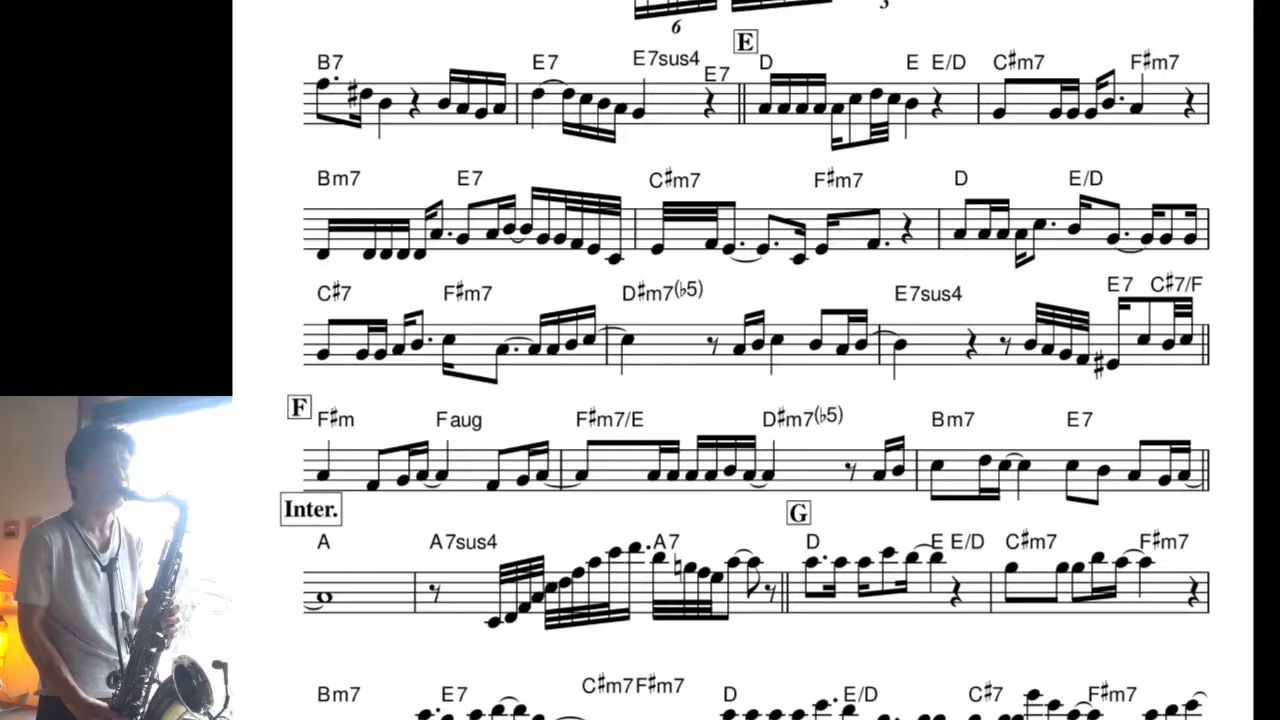 6 3
E
B7 E7 E7sus4 E7 D E E/D C#m7 F#m7
Bm7 E7 C#m7 F#m7 D E/D
C#7 F#m7 D#m7(♭5) E7sus4 E7 C#7/F
F
F#m Faug F#m7/E D#m7(♭5) Bm7 E7
Inter. G
A A7sus4 A7 D E E/D C#m7 F#m7
Bm7 E7 C#m7 F#m7 D E/D C#7 F#m7